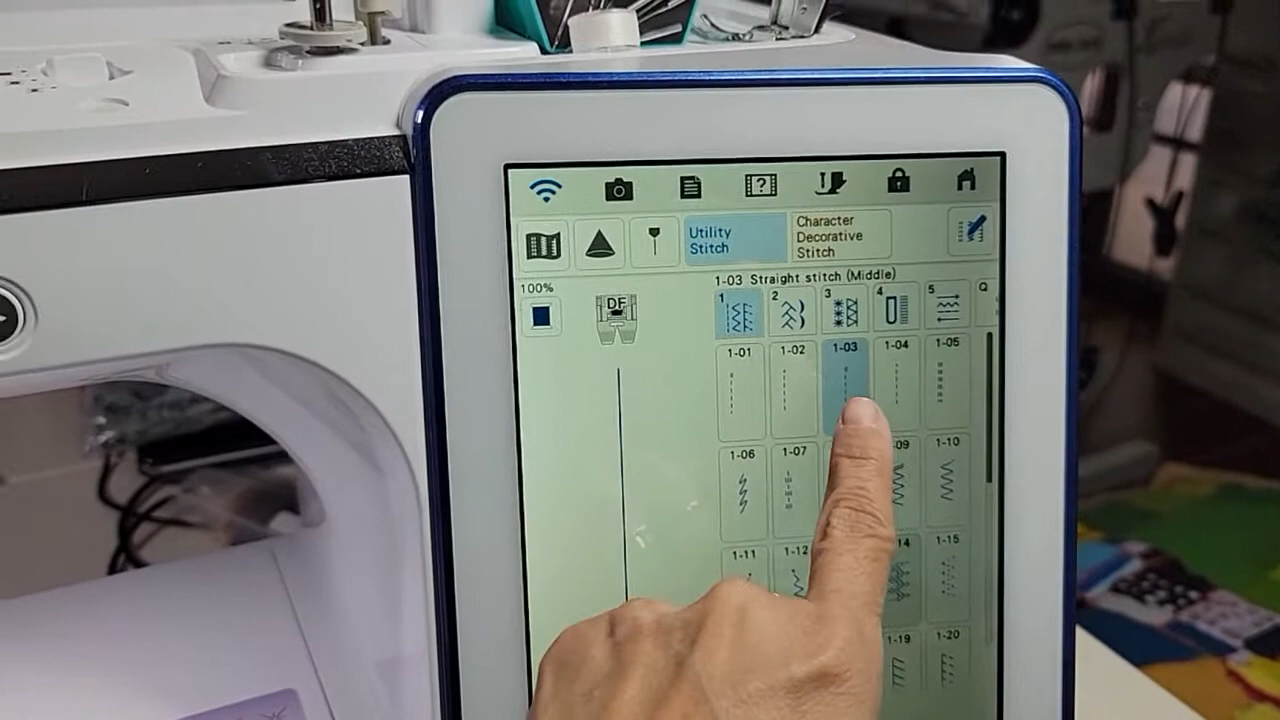 ?
Utility
Stitch
Character
Decorative
Stitch
1-03 Straight stitch (Middle)
100%
DF
1
2
3
4
5
Q
1-01
1-02
1-03
1-04
1-05
1-06
1-07
09
1-10
1-11
1-12
14
1-15
1-19
1-20